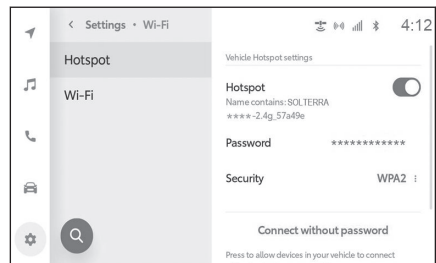 < Settings • Wi-Fi
4:12
Hotspot
Wi-Fi
Vehicle Hotspot settings
Hotspot
Name contains: SOLTERRA
****-2.4g_57a49e
Password ************
Security WPA2
Connect without password
Press to allow devices in your vehicle to connect